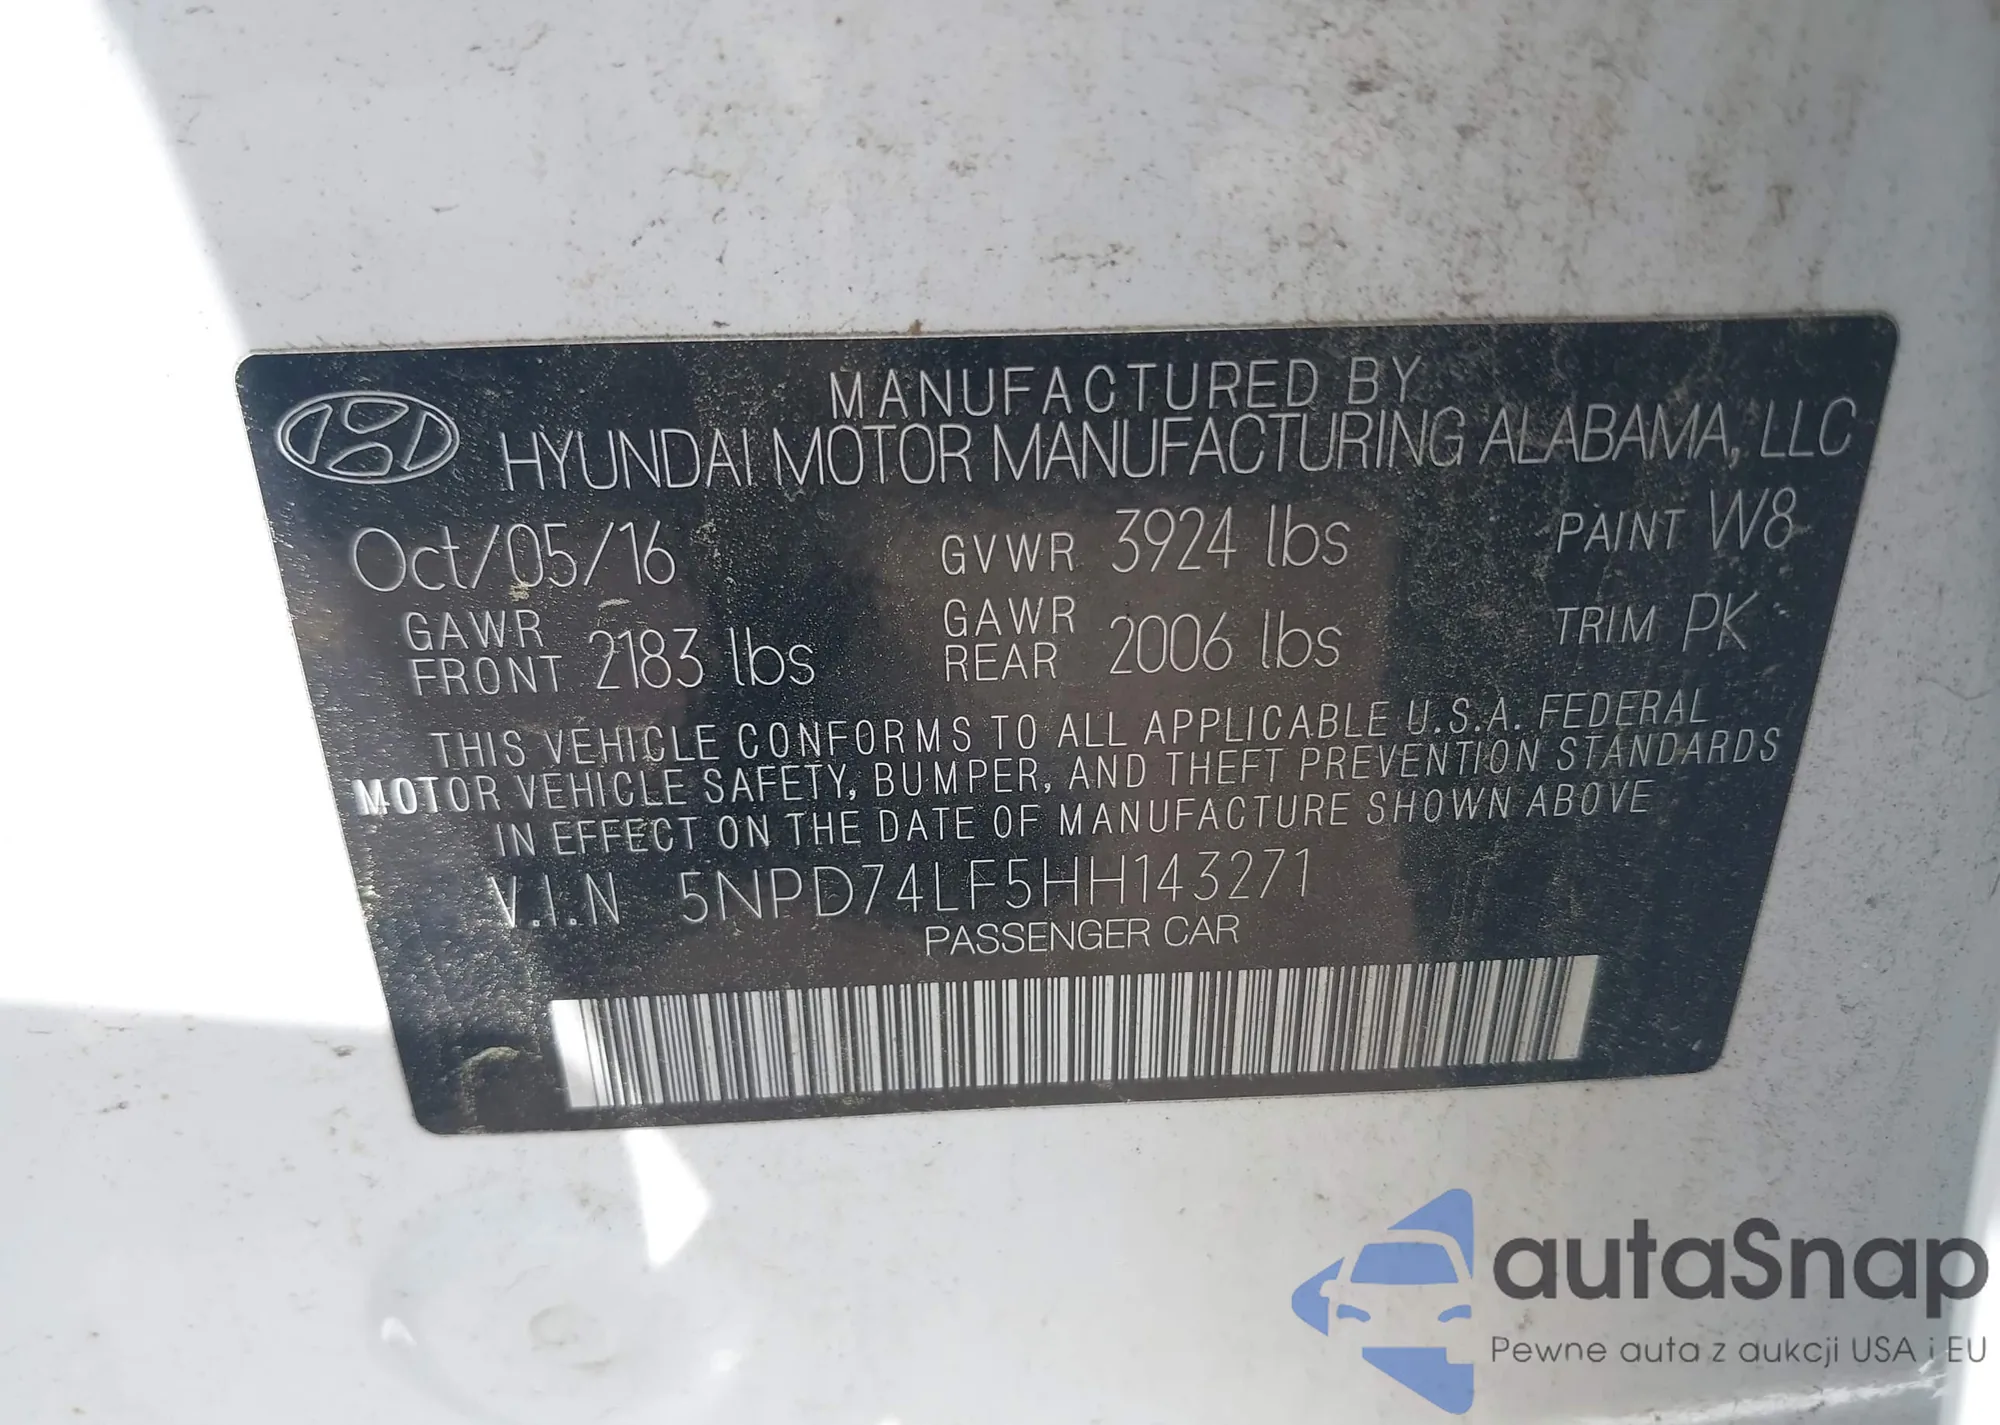 MANUFACTURED BY
HYUNDAI MOTOR MANUFACTURING ALABAMA, LLC
Oct/05/16 GVWR 3924 lbs PAINT W8
GAWR FRONT 2183 lbs GAWR REAR 2006 lbs TRIM PK
THIS VEHICLE CONFORMS TO ALL APPLICABLE U.S.A. FEDERAL
MOTOR VEHICLE SAFETY, BUMPER, AND THEFT PREVENTION STANDARDS
IN EFFECT ON THE DATE OF MANUFACTURE SHOWN ABOVE
V.I.N 5NPD74LF5HH143271
PASSENGER CAR
autaSnap
Pewne auta z aukcji USA i EU